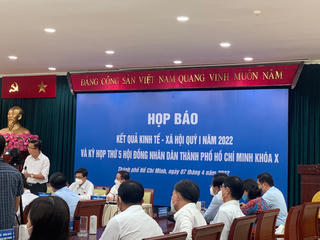 ĐẢNG CỘNG SẢN VIỆT NAM QUANG VINH MUÔN NĂM
HỌP BÁO
KẾT QUẢ KINH TẾ - XÃ HỘI QUÝ I NĂM 2022
VÀ KỲ HỌP THỨ 5 HỘI ĐỒNG NHÂN DÂN THÀNH PHỐ HỒ CHÍ MINH KHÓA X
Thành phố Hồ Chí Minh, ngày 07 tháng 4 năm 2022